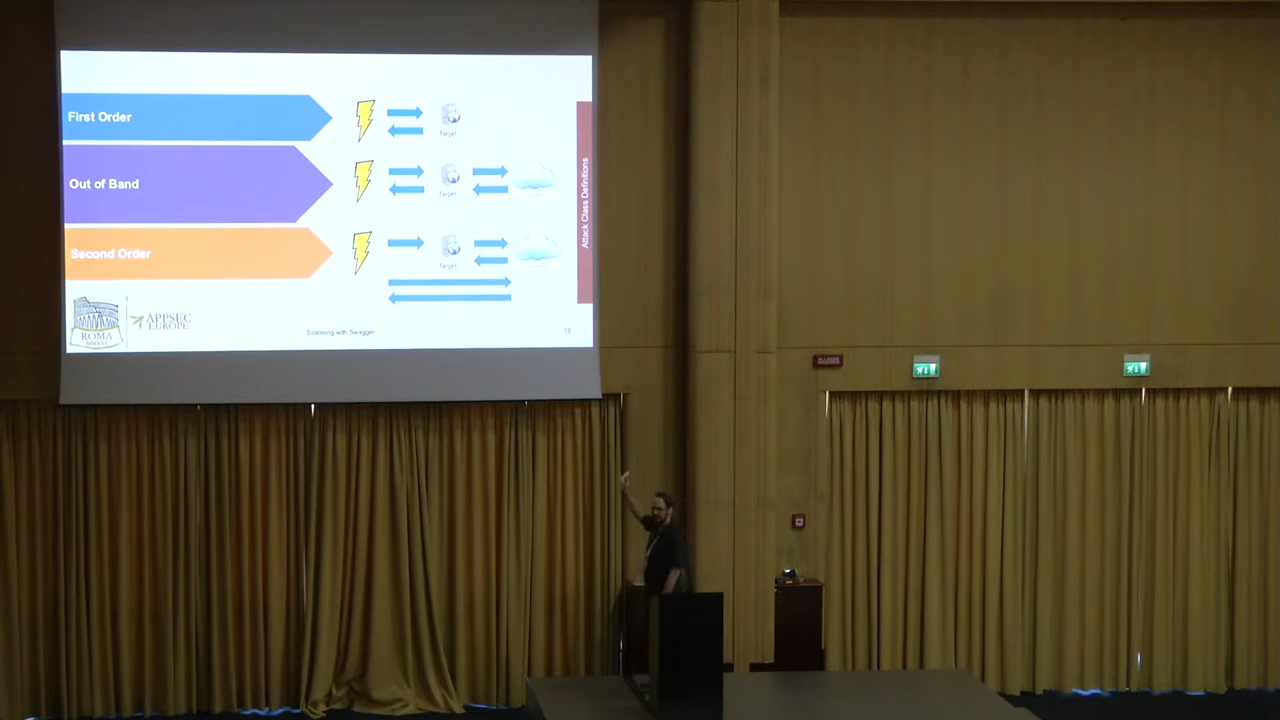 First Order
Target
Out of Band
Target
Second Order
Target
Attack Class Definitions
ROMA
MMXVI
APPSEC
EUROPE
Scanning with Swagger
12